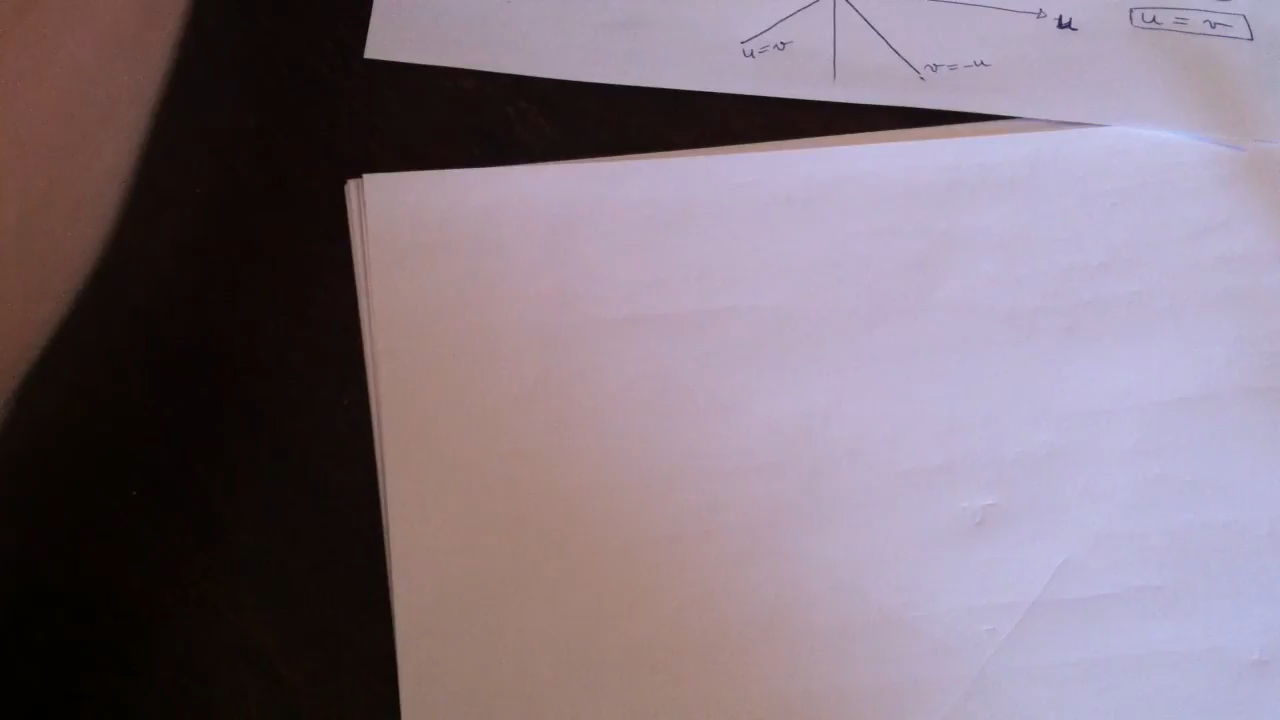 u
u = v
u=v
v=-u